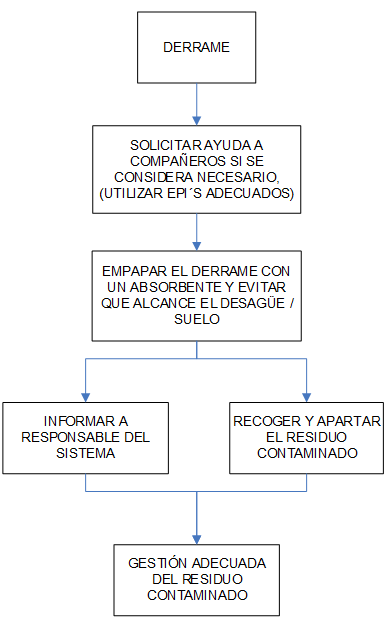 DERRAME
SOLICITAR AYUDA A
COMPAÑEROS SI SE
CONSIDERA NECESARIO,
(UTILIZAR EPI´S ADECUADOS)
EMPAPAR EL DERRAME CON
UN ABSORBENTE Y EVITAR
QUE ALCANCE EL DESAGÜE /
SUELO
INFORMAR A
RESPONSABLE DEL
SISTEMA
RECOGER Y APARTAR
EL RESIDUO
CONTAMINADO
GESTIÓN ADECUADA
DEL RESIDUO
CONTAMINADO